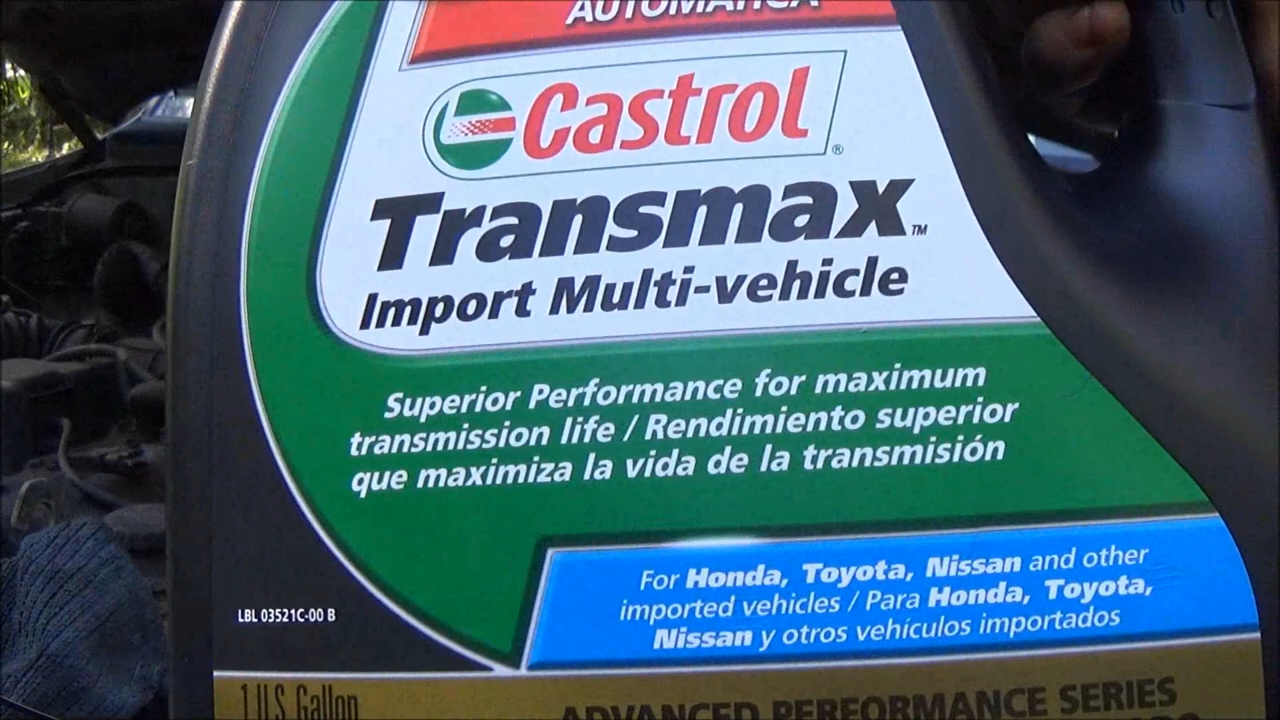 AUTOMÁTICA
Castrol®
Transmax™
Import Multi-vehicle
Superior Performance for maximum
transmission life / Rendimiento superior
que maximiza la vida de la transmisión
For Honda, Toyota, Nissan and other
imported vehicles / Para Honda, Toyota,
Nissan y otros vehículos importados
LBL 03521C-00 B
1 U.S. Gallon
ADVANCED PERFORMANCE SERIES